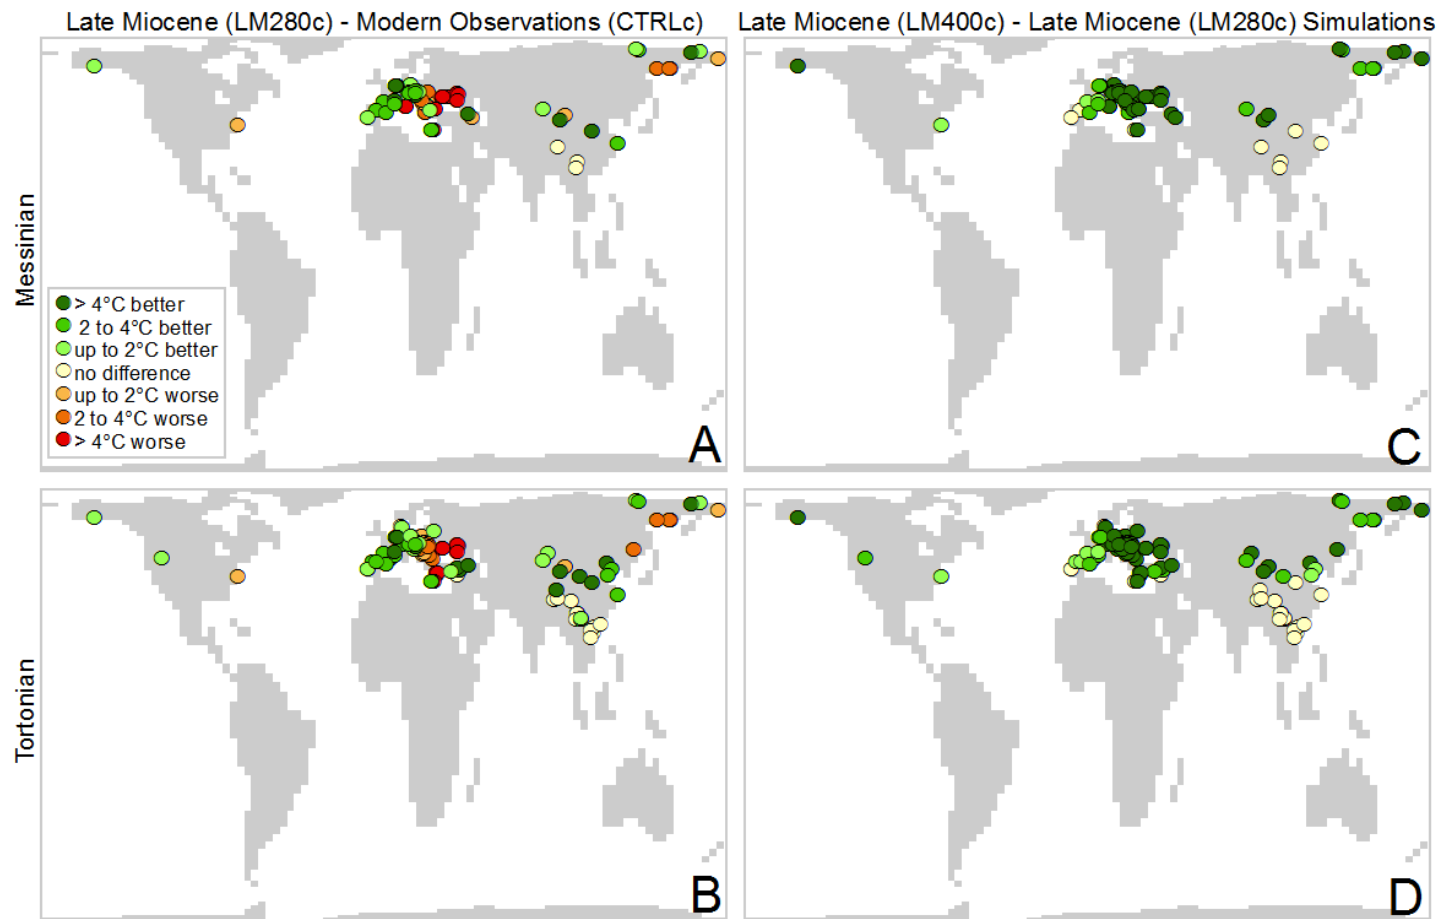 Late Miocene (LM280c) - Modern Observations (CTRLc)
Late Miocene (LM400c) - Late Miocene (LM280c) Simulations
Messinian
> 4°C better
2 to 4°C better
up to 2°C better
no difference
up to 2°C worse
2 to 4°C worse
> 4°C worse
A
C
Tortonian
B
D